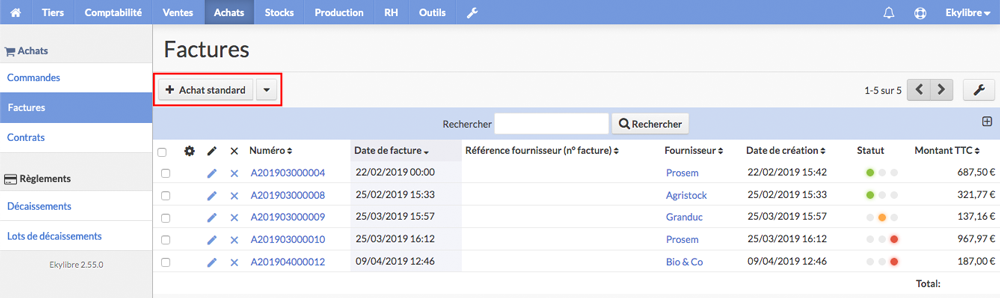 Tiers Comptabilité Ventes Achats Stocks Production RH Outils Ekylibre
Achats
Commandes
Factures
Contrats
Règlements
Décaissements
Lots de décaissements
Ekylibre 2.55.0
Factures
Achat standard
1-5 sur 5
Rechercher Rechercher
Numéro Date de facture Référence fournisseur (n° facture) Fournisseur Date de création Statut Montant TTC
A201903000004 22/02/2019 00:00 Prosem 22/02/2019 15:42 687,50 €
A201903000008 25/02/2019 15:33 Agristock 25/02/2019 15:33 321,77 €
A201903000009 25/03/2019 15:57 Granduc 25/03/2019 15:57 137,16 €
A201903000010 25/03/2019 16:12 Prosem 25/03/2019 16:12 967,97 €
A201904000012 09/04/2019 12:46 Bio & Co 09/04/2019 12:46 187,00 €
Total: